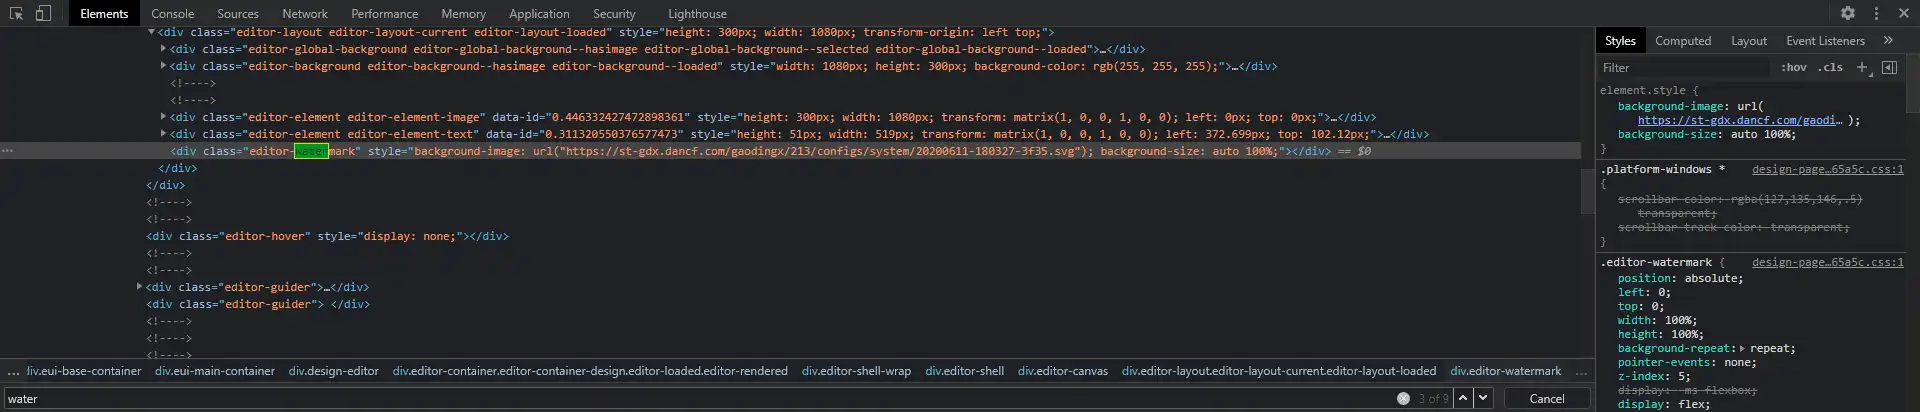 Elements Console Sources Network Performance Memory Application Security Lighthouse
<div class="editor-layout editor-layout-current editor-layout-loaded" style="height: 300px; width: 1080px; transform-origin: left top;">
<div class="editor-global-background editor-global-background--hasimage editor-global-background--selected editor-global-background--loaded">…</div>
<div class="editor-background editor-background--hasimage editor-background--loaded" style="width: 1080px; height: 300px; background-color: rgb(255, 255, 255);">…</div>
<!---->
<!---->
<div class="editor-element editor-element-image" data-id="0.446332427472898361" style="height: 300px; width: 1080px; transform: matrix(1, 0, 0, 1, 0, 0); left: 0px; top: 0px;">…</div>
<div class="editor-element editor-element-text" data-id="0.311320550376577473" style="height: 51px; width: 519px; transform: matrix(1, 0, 0, 1, 0, 0); left: 372.699px; top: 102.12px;">…</div>
… <div class="editor-watermark" style="background-image: url("https://st-gdx.dancf.com/gaodingx/213/configs/system/20200611-180327-3f35.svg"); background-size: auto 100%;"></div> == $0
</div>
</div>
<!---->
<!---->
<div class="editor-hover" style="display: none;"></div>
<!---->
<!---->
<div class="editor-guider">…</div>
<div class="editor-guider"> </div>
<!---->
<!---->
<!---->
… div.eui-base-container div.eui-main-container div.design-editor div.editor-container.editor-container-design.editor-loaded.editor-rendered div.editor-shell-wrap div.editor-shell div.editor-canvas div.editor-layout.editor-layout-current.editor-layout-loaded div.editor-watermark …
water 3 of 9 Cancel
Styles Computed Layout Event Listeners »
Filter :hov .cls +
element.style {
background-image: url(
https://st-gdx.dancf.com/gaodi… );
background-size: auto 100%;
}
.platform-windows * design-page…65a5c.css:1
{
scrollbar-color: rgba(127,135,146,.5)
transparent;
scrollbar-track-color: transparent;
}
.editor-watermark { design-page…65a5c.css:1
position: absolute;
left: 0;
top: 0;
width: 100%;
height: 100%;
background-repeat: repeat;
pointer-events: none;
z-index: 5;
display: -ms-flexbox;
display: flex;